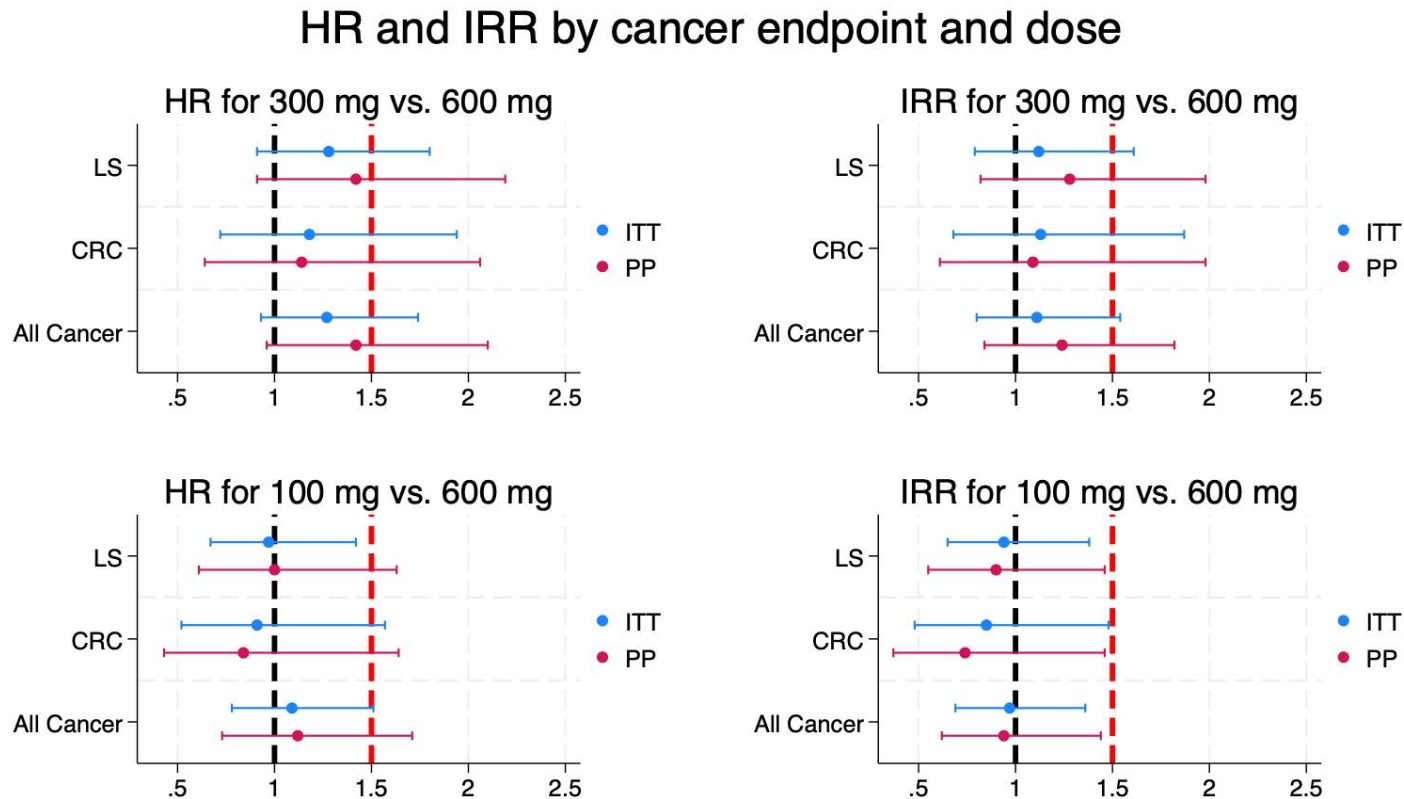 HR and IRR by cancer endpoint and dose
HR for 300 mg vs. 600 mg
LS
CRC
All Cancer
.5 1 1.5 2 2.5
ITT
PP
IRR for 300 mg vs. 600 mg
LS
CRC
All Cancer
.5 1 1.5 2 2.5
ITT
PP
HR for 100 mg vs. 600 mg
LS
CRC
All Cancer
.5 1 1.5 2 2.5
ITT
PP
IRR for 100 mg vs. 600 mg
LS
CRC
All Cancer
.5 1 1.5 2 2.5
ITT
PP